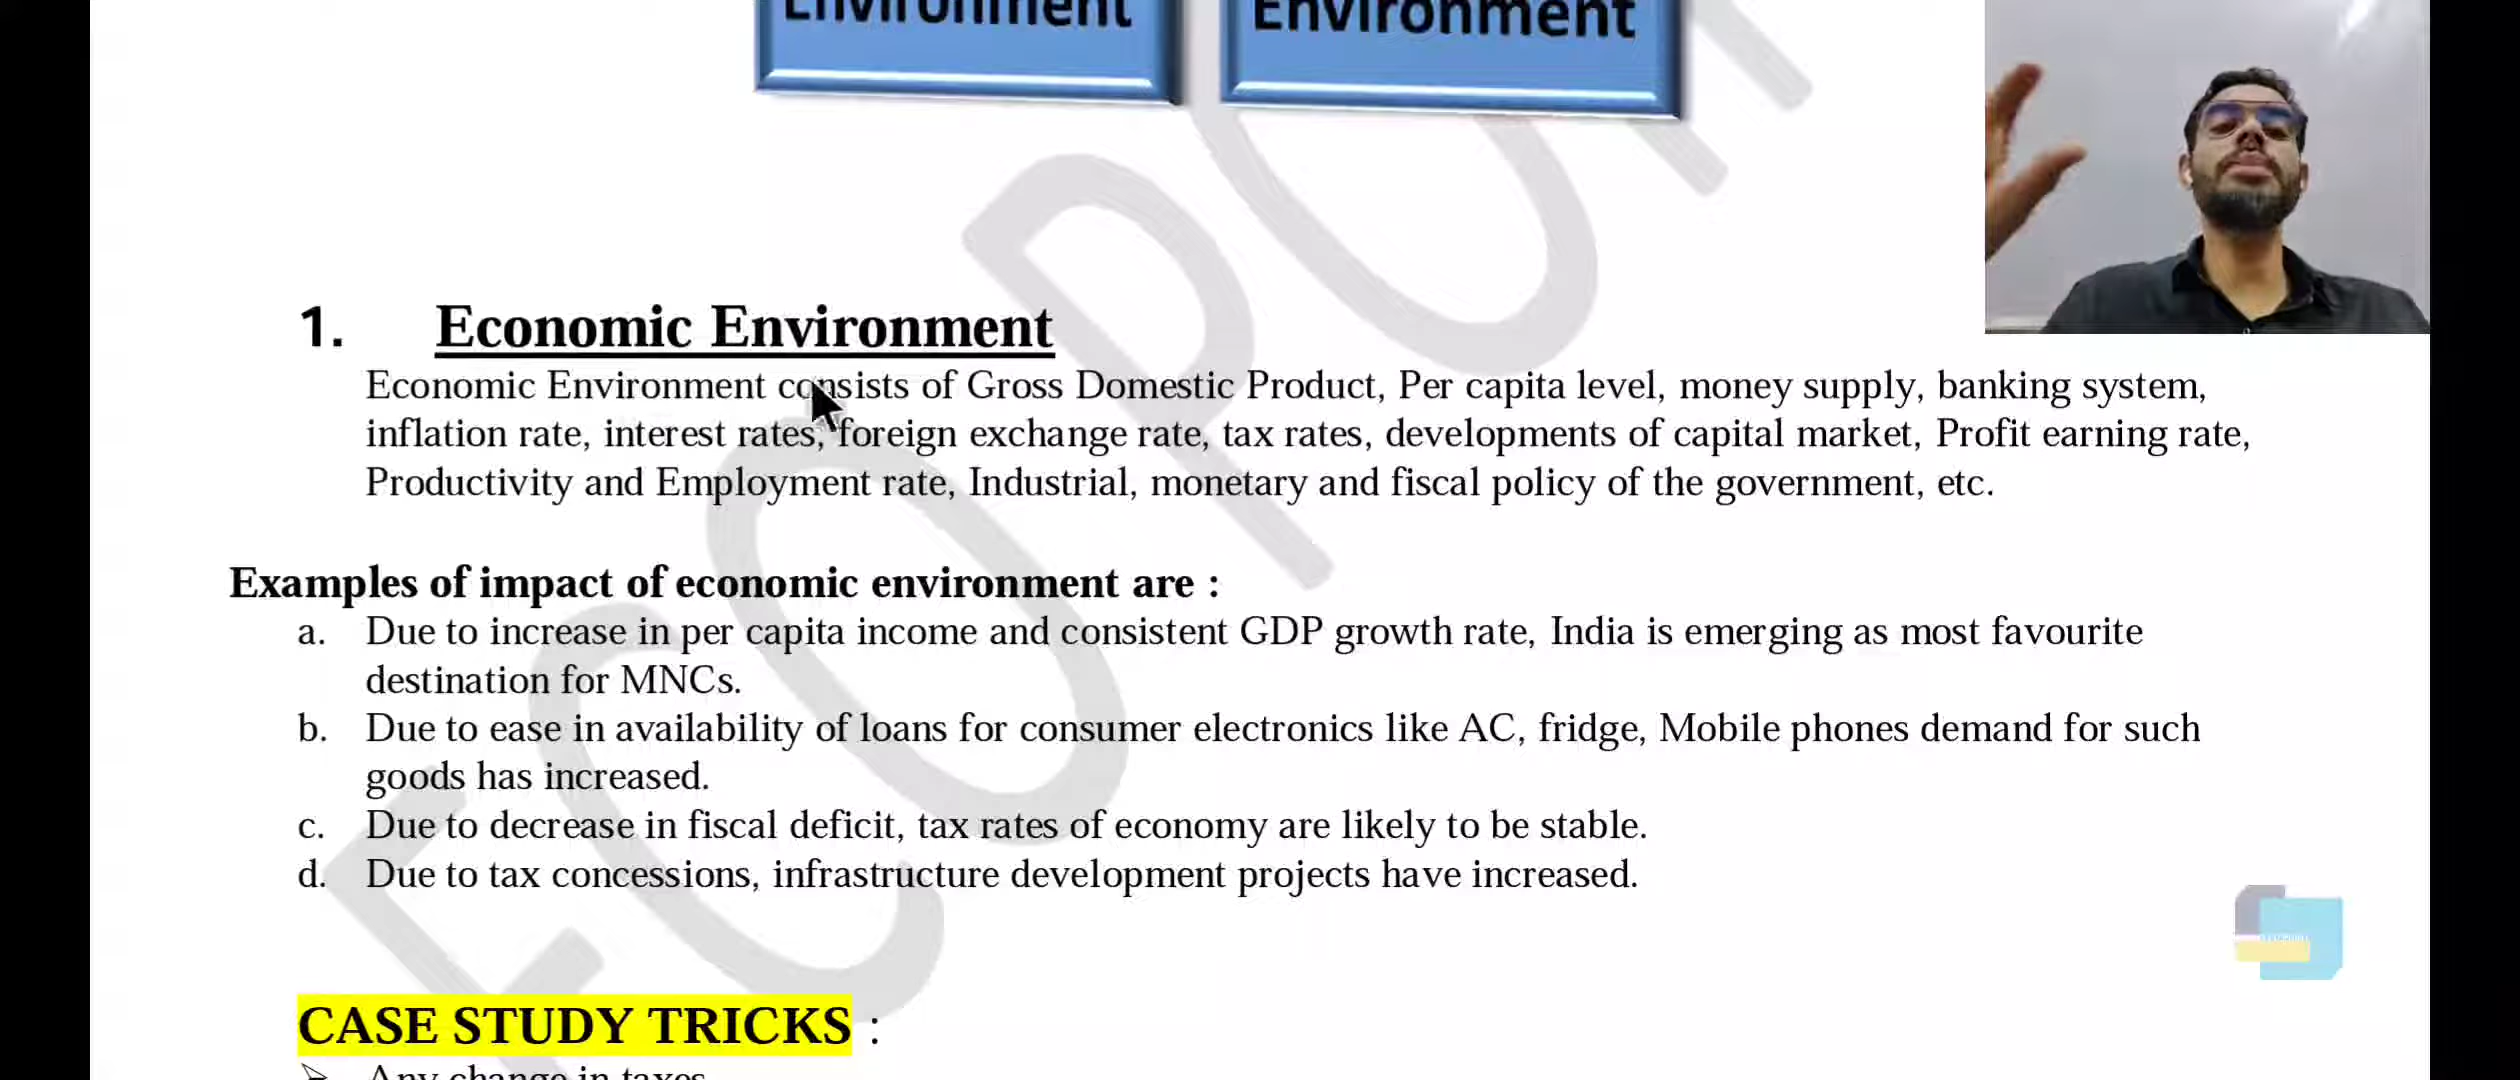 Environment
Environment
1. Economic Environment
Economic Environment consists of Gross Domestic Product, Per capita level, money supply, banking system,
inflation rate, interest rates, foreign exchange rate, tax rates, developments of capital market, Profit earning rate,
Productivity and Employment rate, Industrial, monetary and fiscal policy of the government, etc.
Examples of impact of economic environment are :
a. Due to increase in per capita income and consistent GDP growth rate, India is emerging as most favourite
destination for MNCs.
b. Due to ease in availability of loans for consumer electronics like AC, fridge, Mobile phones demand for such
goods has increased.
c. Due to decrease in fiscal deficit, tax rates of economy are likely to be stable.
d. Due to tax concessions, infrastructure development projects have increased.
CASE STUDY TRICKS :
➢ Any change in taxes